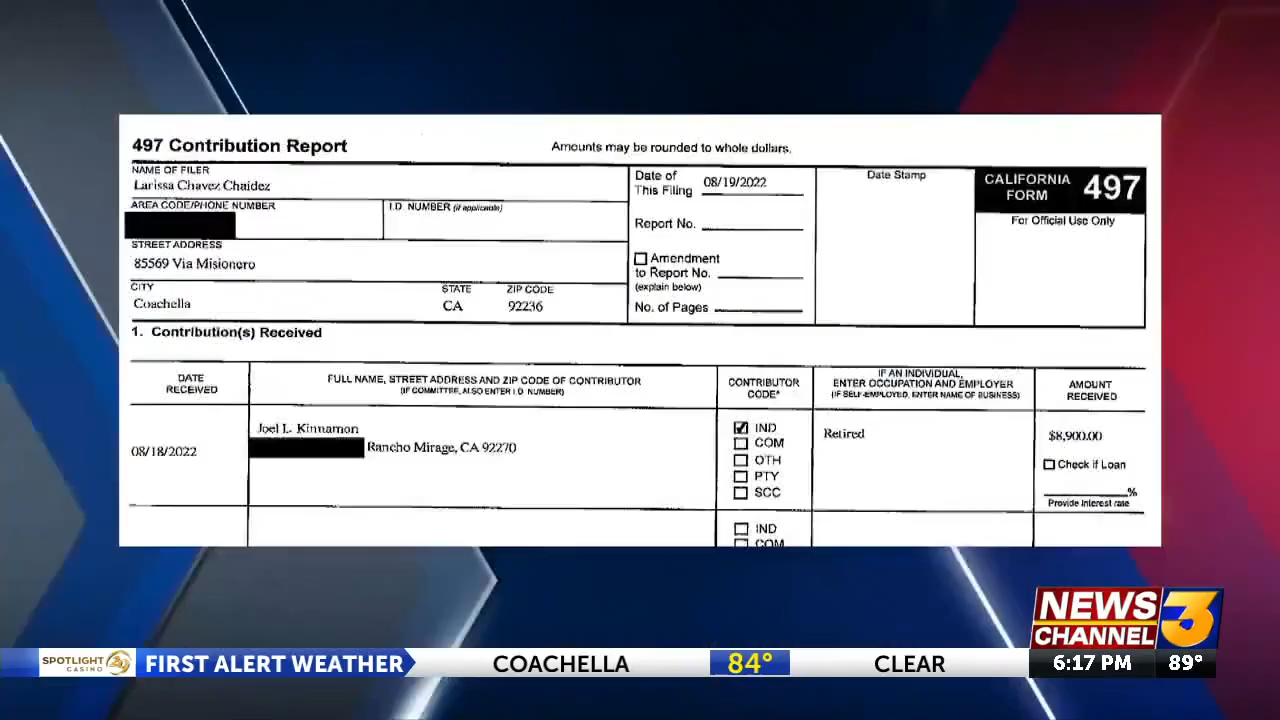 497 Contribution Report
Amounts may be rounded to whole dollars.
NAME OF FILER
Larissa Chavez Chaidez
AREA CODE/PHONE NUMBER
I.D. NUMBER (if applicable)
STREET ADDRESS
85569 Via Misionero
CITY STATE ZIP CODE
Coachella CA 92236
Date of
This Filing 08/19/2022
Report No.
Amendment
to Report No.
(explain below)
No. of Pages
Date Stamp
CALIFORNIA
FORM 497
For Official Use Only
1. Contribution(s) Received
DATE
RECEIVED
FULL NAME, STREET ADDRESS AND ZIP CODE OF CONTRIBUTOR
(IF COMMITTEE, ALSO ENTER I.D. NUMBER)
CONTRIBUTOR
CODE*
IF AN INDIVIDUAL,
ENTER OCCUPATION AND EMPLOYER
(IF SELF-EMPLOYED, ENTER NAME OF BUSINESS)
AMOUNT
RECEIVED
08/18/2022
Joel L. Kinnamon
Rancho Mirage, CA 92270
IND
COM
OTH
PTY
SCC
Retired
$8,900.00
Check if Loan
%
Provide interest rate
IND
COM
NEWS
CHANNEL 3
SPOTLIGHT 29
CASINO
FIRST ALERT WEATHER COACHELLA 84° CLEAR 6:17 PM 89°